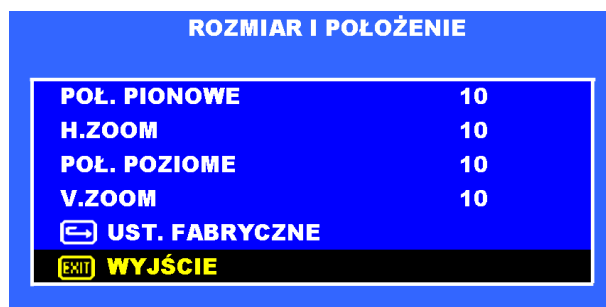 ROZMIAR I POŁOŻENIE
POŁ. PIONOWE 10
H.ZOOM 10
POŁ. POZIOME 10
V.ZOOM 10
UST. FABRYCZNE
EXIT WYJŚCIE